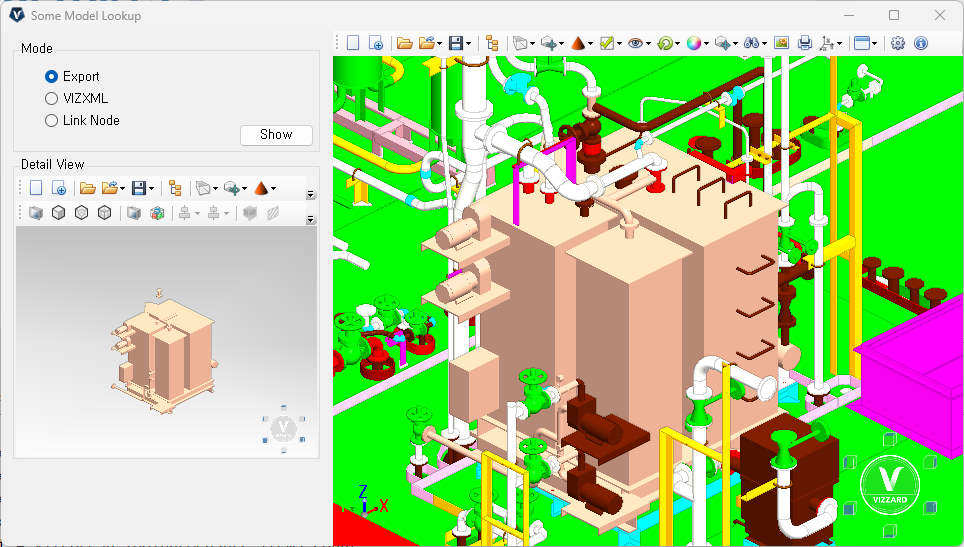 Some Model Lookup
Mode
Export
VIZXML
Link Node
Show
Detail View
V
VIZZARD
Z
X